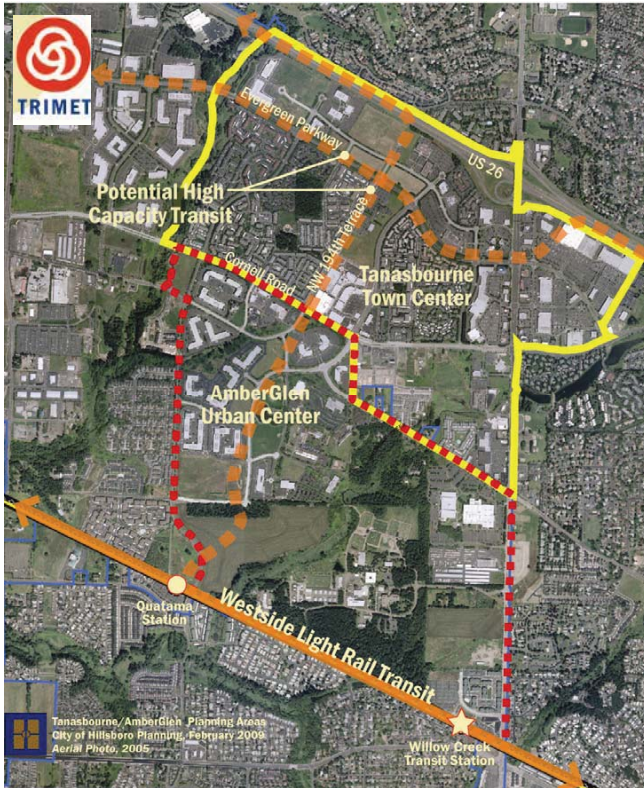 TRIMET
Evergreen Parkway
US 26
Potential High
Capacity Transit
NW 194th Terrace
Cornell Road
Tanasbourne
Town Center
AmberGlen
Urban Center
Quatama
Station
Westside Light Rail Transit
Willow Creek
Transit Station
Tanasbourne/AmberGlen Planning Areas
City of Hillsboro Planning, February 2009
Aerial Photo, 2005